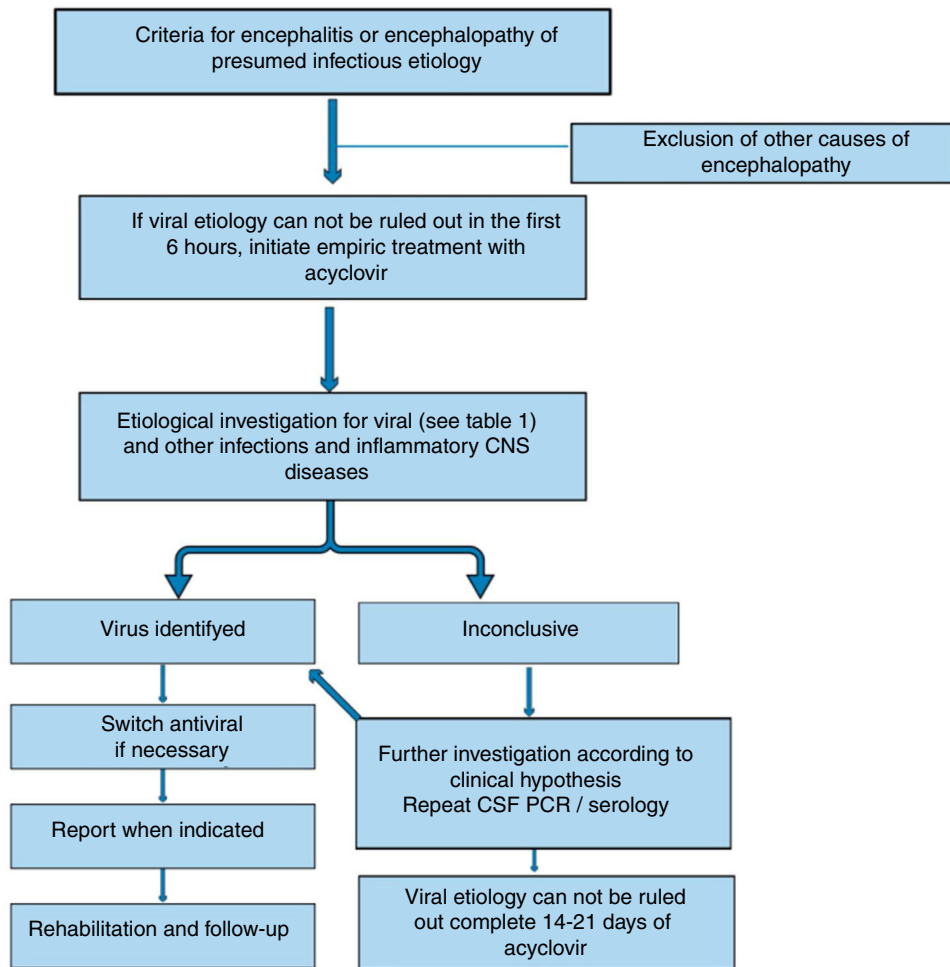 Criteria for encephalitis or encephalopathy of
presumed infectious etiology
Exclusion of other causes of
encephalopathy
If viral etiology can not be ruled out in the first
6 hours, initiate empiric treatment with
acyclovir
Etiological investigation for viral (see table 1)
and other infections and inflammatory CNS
diseases
Virus identifyed
Inconclusive
Switch antiviral
if necessary
Further investigation according to
clinical hypothesis
Repeat CSF PCR / serology
Report when indicated
Rehabilitation and follow-up
Viral etiology can not be ruled
out complete 14-21 days of
acyclovir